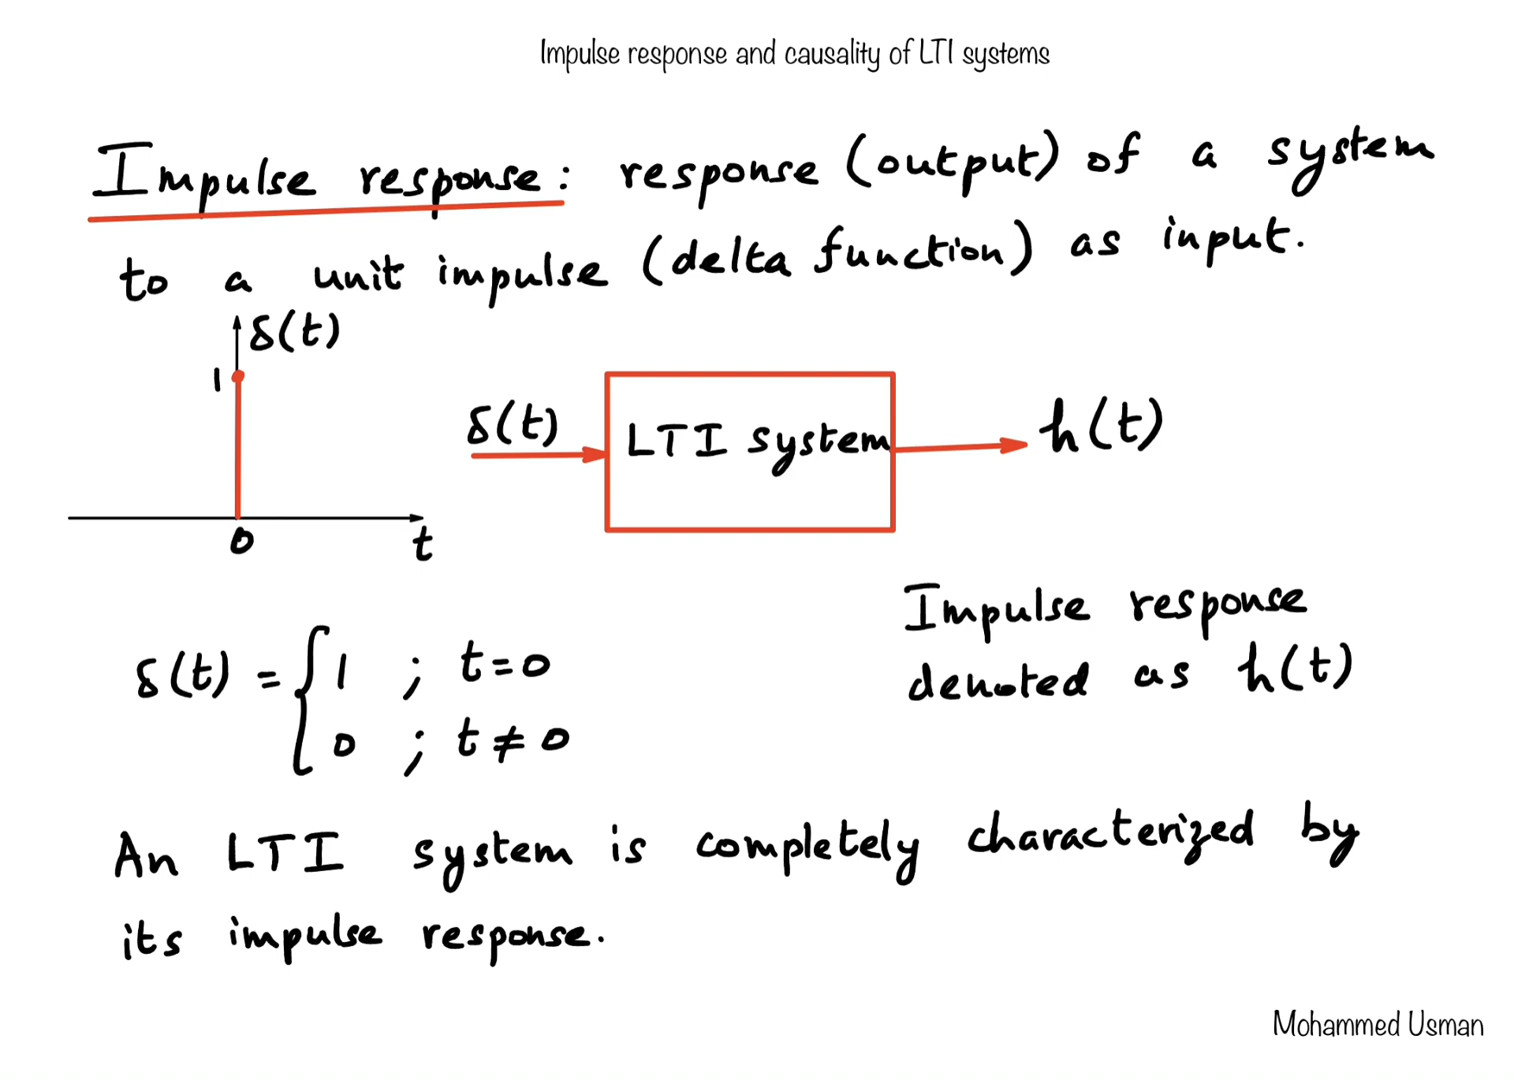 Impulse response and causality of LTI systems
Impulse response: response (output) of a system
to a unit impulse (delta function) as input.
δ(t)
1
0
t
δ(t)
LTI system
h(t)
Impulse response
denoted as h(t)
δ(t) = { 1 ; t=0
0 ; t≠0
An LTI system is completely characterized by
its impulse response.
Mohammed Usman